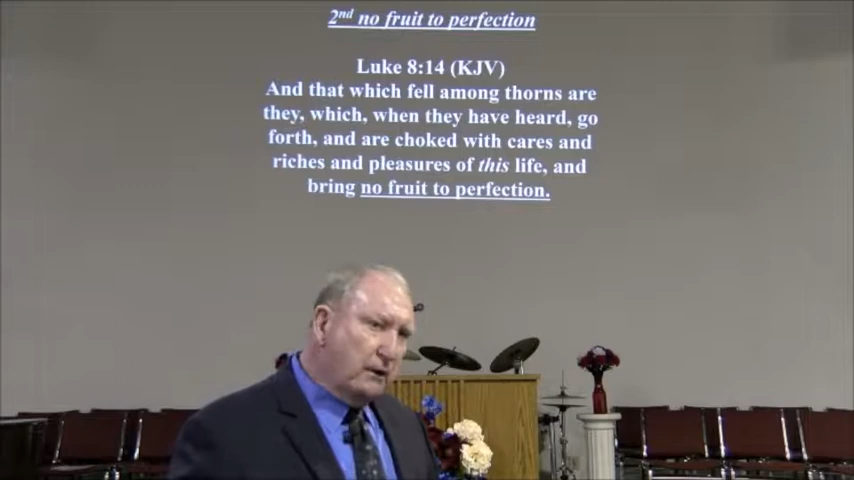 2nd no fruit to perfection
Luke 8:14 (KJV)
And that which fell among thorns are
they, which, when they have heard, go
forth, and are choked with cares and
riches and pleasures of this life, and
bring no fruit to perfection.